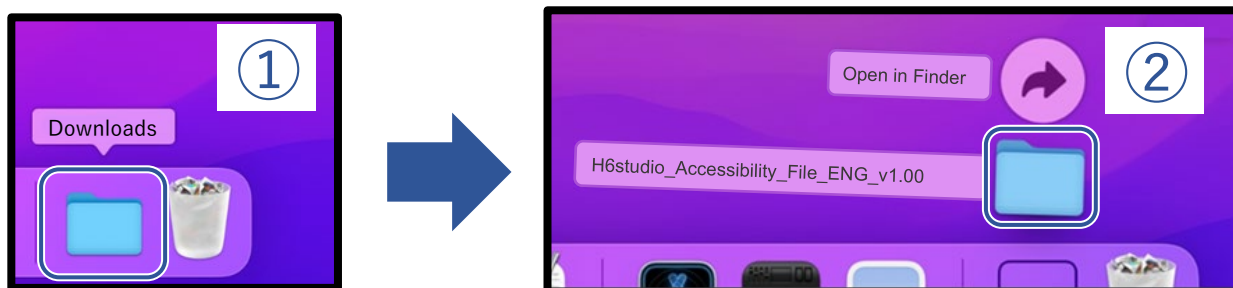 ①
Downloads
②
Open in Finder
H6studio_Accessibility_File_ENG_v1.00